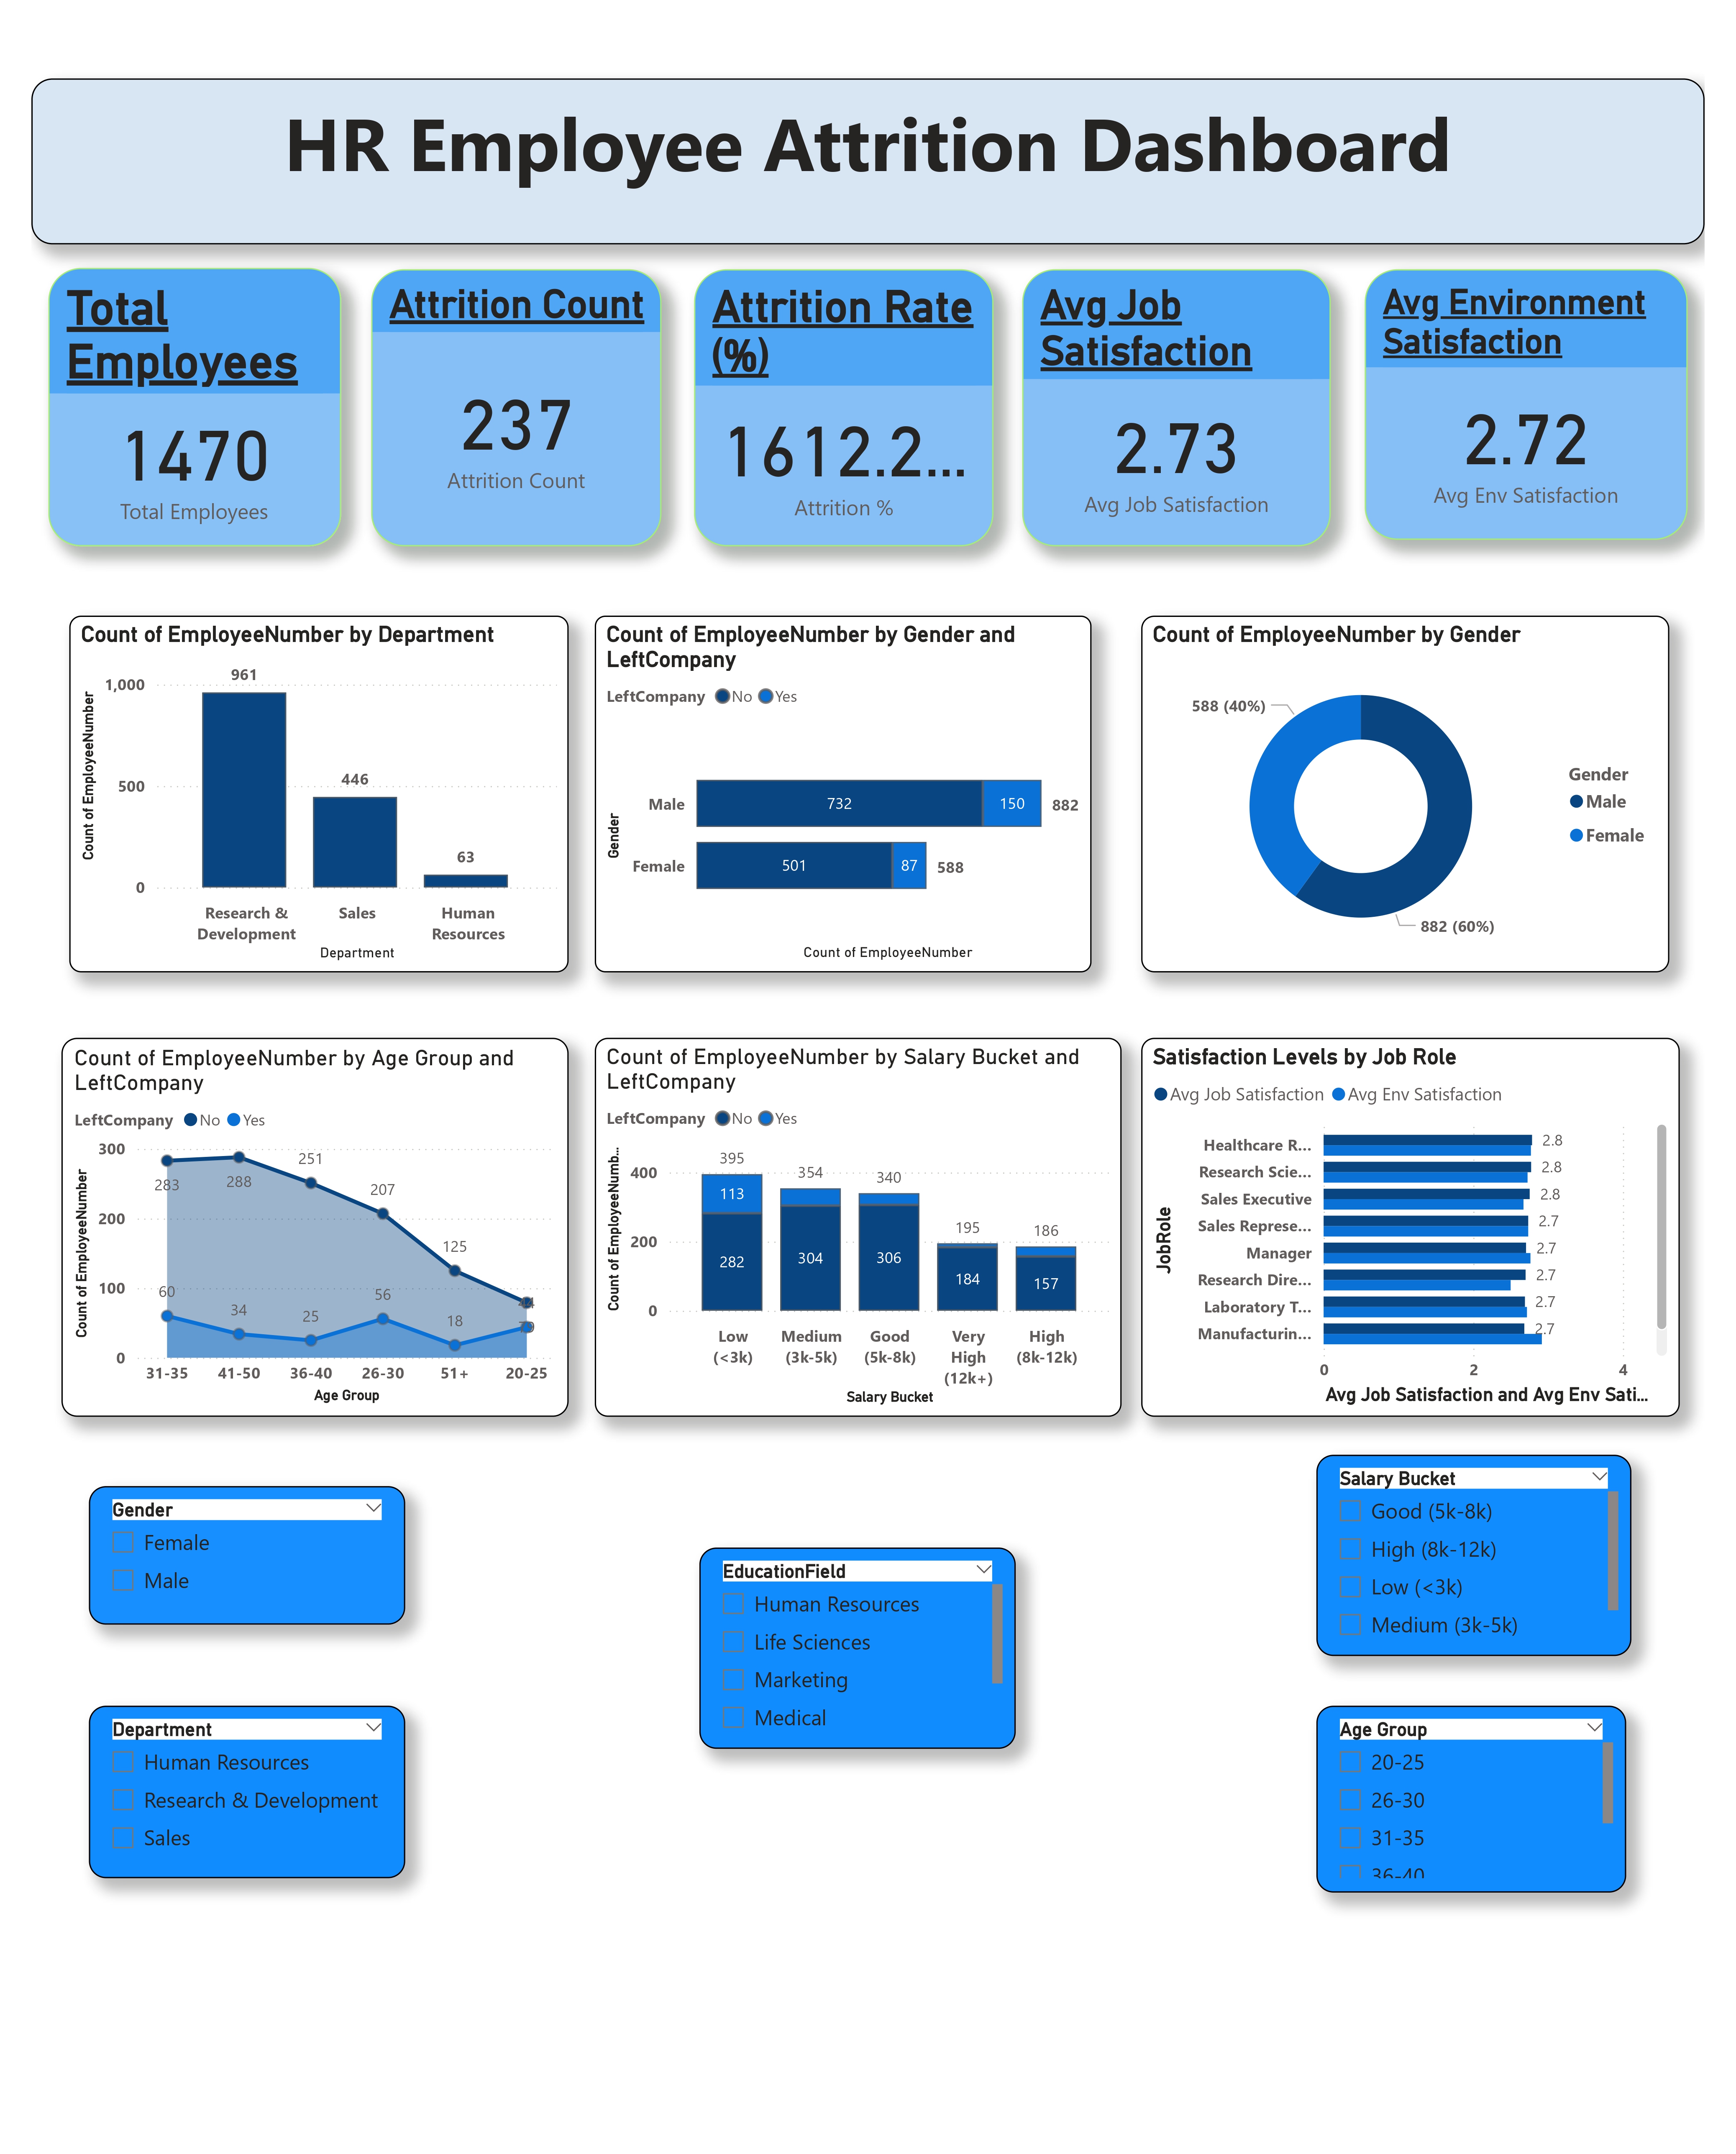 HR Employee Attrition Dashboard
Total
Employees
1470
Total Employees
Attrition Count
237
Attrition Count
Attrition Rate
(%)
1612.2...
Attrition %
Avg Job
Satisfaction
2.73
Avg Job Satisfaction
Avg Environment
Satisfaction
2.72
Avg Env Satisfaction
Count of EmployeeNumber by Department
Count of EmployeeNumber
1,000
500
0
961
446
63
Research &
Development
Sales
Human
Resources
Department
Count of EmployeeNumber by Gender and
LeftCompany
LeftCompany No Yes
Gender
Male 732 150 882
Female 501 87 588
Count of EmployeeNumber
Count of EmployeeNumber by Gender
588 (40%)
882 (60%)
Gender
Male
Female
Count of EmployeeNumber by Age Group and
LeftCompany
LeftCompany No Yes
Count of EmployeeNumber
300
200
100
0
283
288
251
207
125
60
34
25
56
18
44
31-35 41-50 36-40 26-30 51+ 20-25
Age Group
Count of EmployeeNumber by Salary Bucket and
LeftCompany
LeftCompany No Yes
Count of EmployeeNumb...
400
200
0
395
354
340
195
186
113
282
304
306
184
157
Low
(<3k)
Medium
(3k-5k)
Good
(5k-8k)
Very
High
(12k+)
High
(8k-12k)
Salary Bucket
Satisfaction Levels by Job Role
Avg Job Satisfaction Avg Env Satisfaction
JobRole
Healthcare R... 2.8
Research Scie... 2.8
Sales Executive 2.8
Sales Represe... 2.7
Manager 2.7
Research Dire... 2.7
Laboratory T... 2.7
Manufacturin... 2.7
0 2 4
Avg Job Satisfaction and Avg Env Sati...
Gender
Female
Male
Department
Human Resources
Research & Development
Sales
EducationField
Human Resources
Life Sciences
Marketing
Medical
Salary Bucket
Good (5k-8k)
High (8k-12k)
Low (<3k)
Medium (3k-5k)
Age Group
20-25
26-30
31-35
36-40